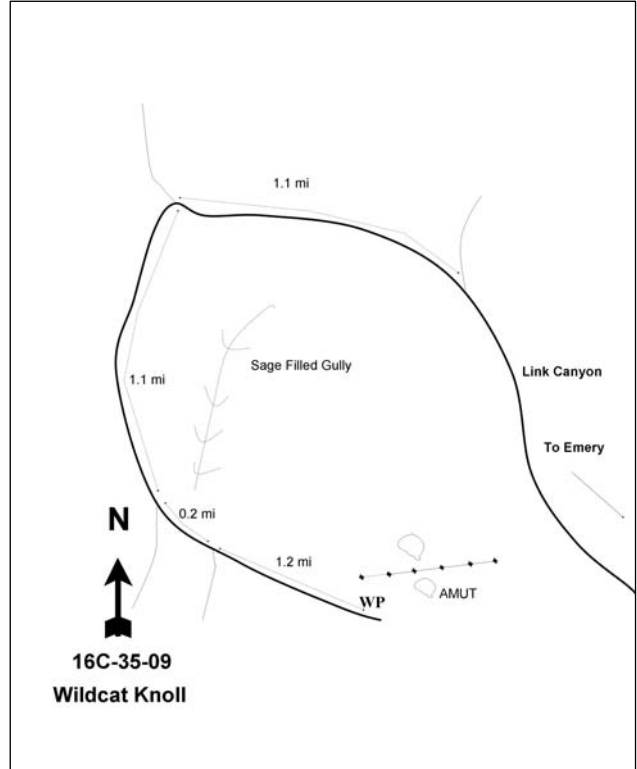 1.1 mi
Sage Filled Gully
Link Canyon
1.1 mi
To Emery
0.2 mi
N
1.2 mi
WP
AMUT
16C-35-09
Wildcat Knoll